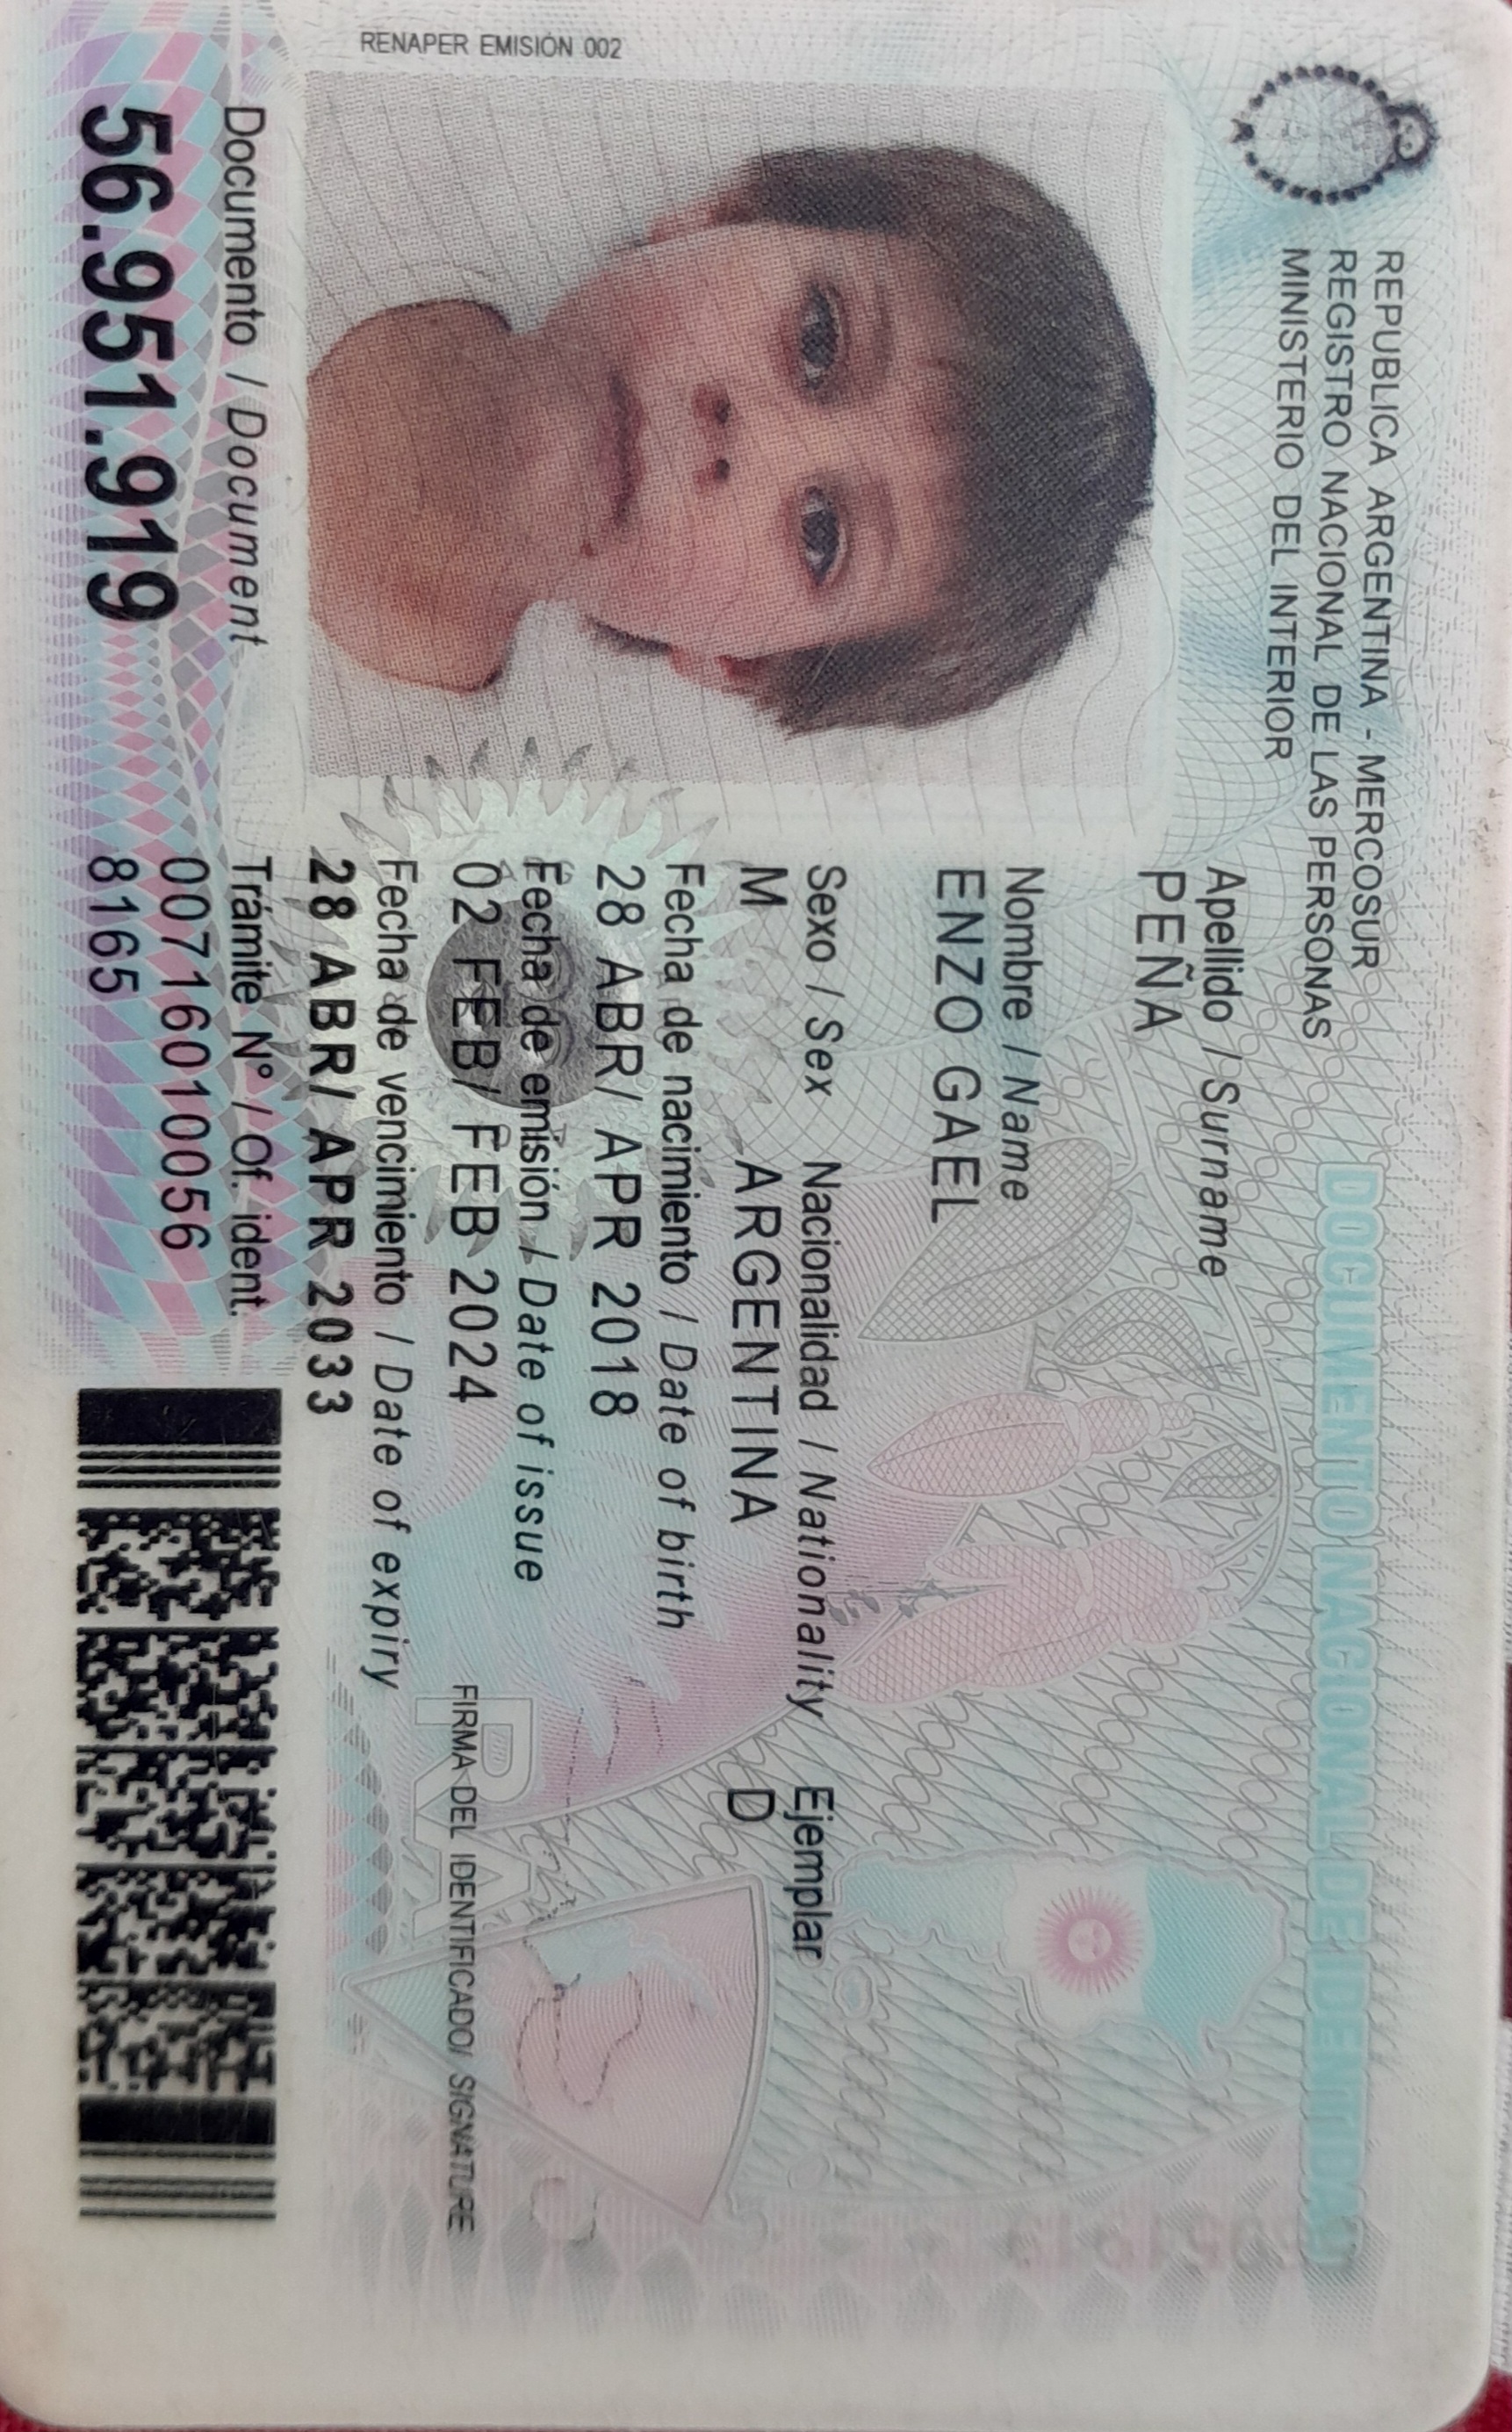 REPUBLICA ARGENTINA - MERCOSUR
REGISTRO NACIONAL DE LAS PERSONAS
MINISTERIO DEL INTERIOR
DOCUMENTO NACIONAL DE IDENTIDAD
RENAPER EMISIÓN 002
Apellido / Surname
PEÑA
Nombre / Name
ENZO GAEL
Sexo / Sex Nacionalidad / Nationality Ejemplar
M ARGENTINA D
Fecha de nacimiento / Date of birth
28 ABR/ APR 2018
Fecha de emisión / Date of issue
02 FEB/ FEB 2024
Fecha de vencimiento / Date of expiry
28 ABR/ APR 2033
FIRMA DEL IDENTIFICADO/ SIGNATURE
RA
Documento / Document
56.951.919
Trámite N° / Of. ident.
00716010056
8165